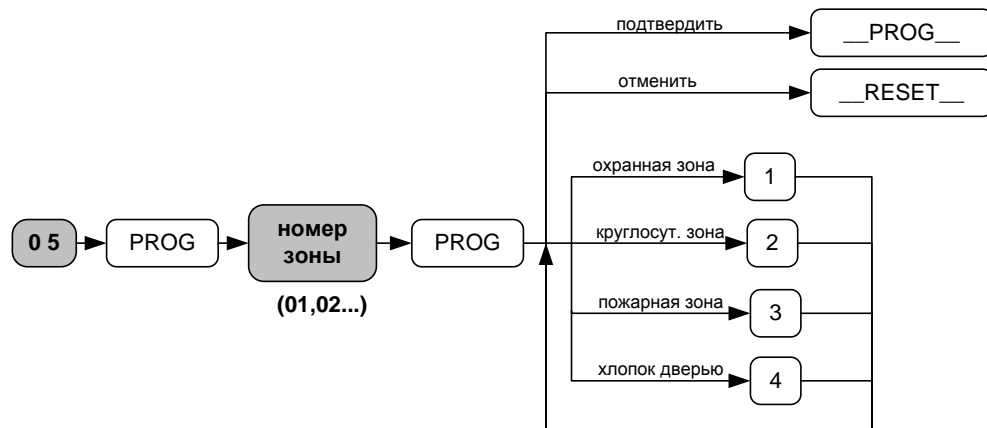 подтвердить
__PROG__
отменить
__RESET__
охранная зона
1
0 5
PROG
номер
зоны
PROG
круглосут. зона
2
(01,02...)
пожарная зона
3
хлопок дверью
4